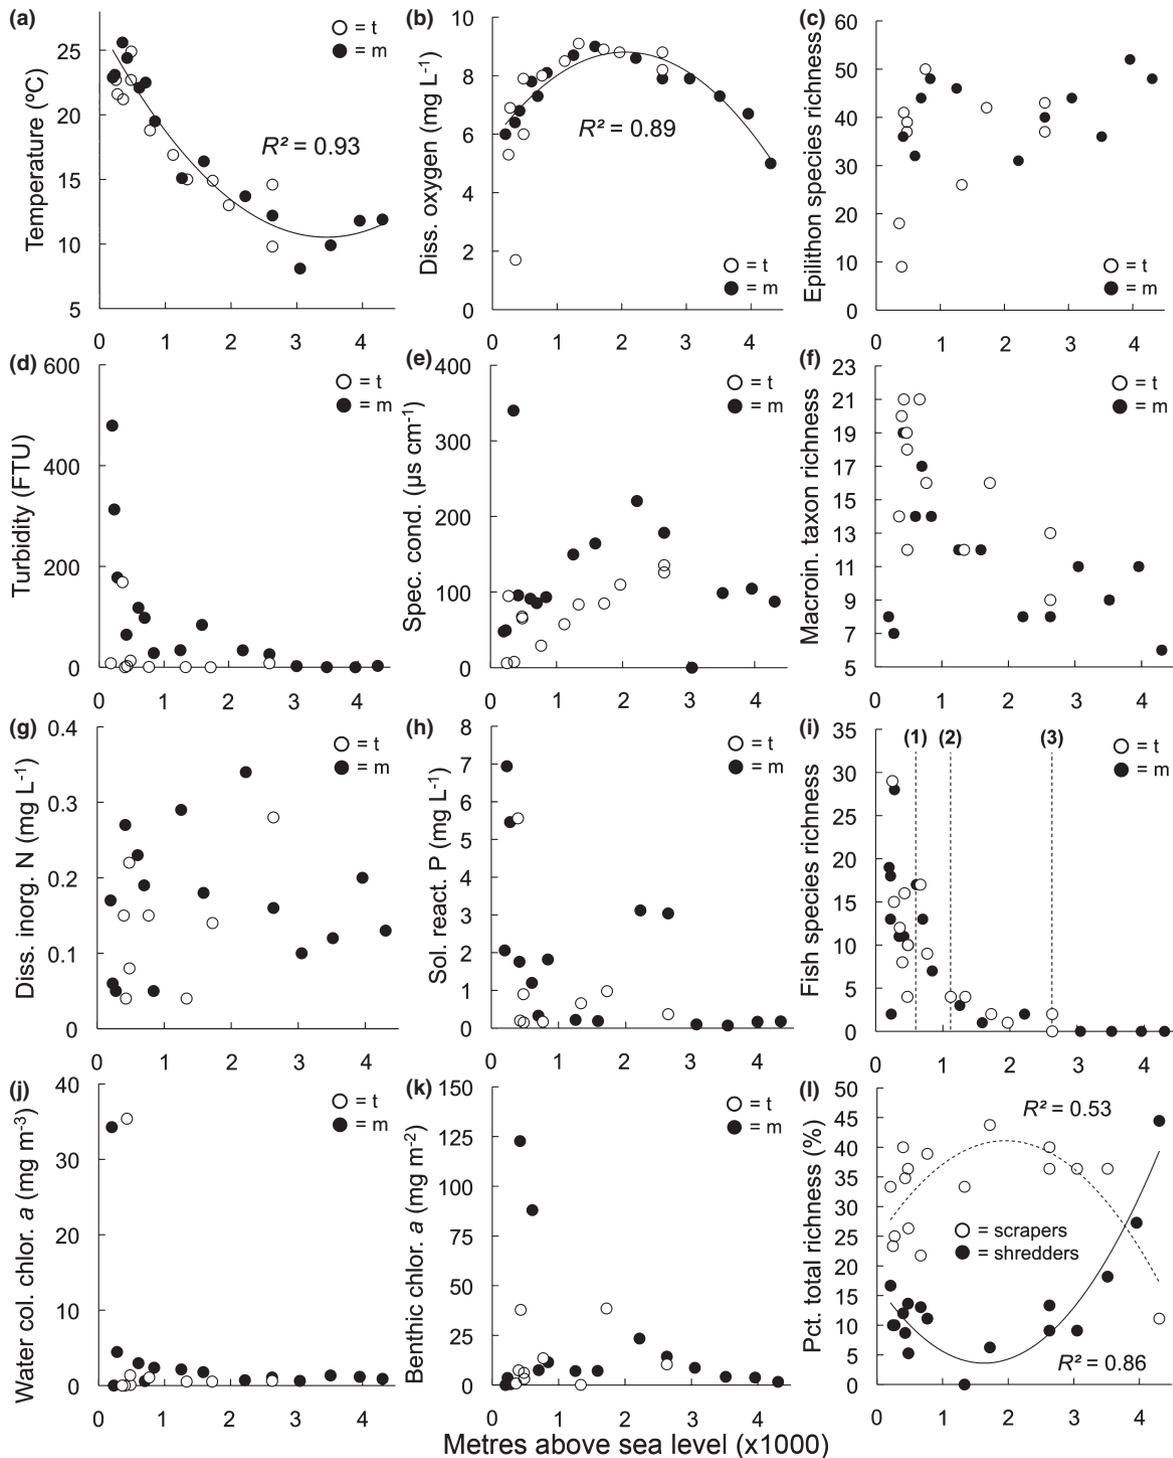 (a)
Temperature (ºC)
25
20
15
10
5
0 1 2 3 4
= t
= m
R² = 0.93
(b)
Diss. oxygen (mg L-1)
10
8
6
4
2
0
0 1 2 3 4
R² = 0.89
= t
= m
(c)
Epilithon species richness
60
50
40
30
20
10
0
0 1 2 3 4
= t
= m
(d)
Turbidity (FTU)
600
400
200
0
0 1 2 3 4
= t
= m
(e)
Spec. cond. (µs cm-1)
400
300
200
100
0
0 1 2 3 4
= t
= m
(f)
Macroin. taxon richness
23
21
19
17
15
13
11
9
7
5
0 1 2 3 4
= t
= m
(g)
Diss. inorg. N (mg L-1)
0.4
0.3
0.2
0.1
0
0 1 2 3 4
= t
= m
(h)
Sol. react. P (mg L-1)
8
7
6
5
4
3
2
1
0
0 1 2 3 4
= t
= m
(i)
Fish species richness
35
30
25
20
15
10
5
0
0 1 2 3 4
(1) (2) (3)
= t
= m
(j)
Water col. chlor. a (mg m-3)
40
30
20
10
0
0 1 2 3 4
= t
= m
(k)
Benthic chlor. a (mg m-2)
150
125
100
75
50
25
0
0 1 2 3 4
= t
= m
(l)
Pct. total richness (%)
50
45
40
35
30
25
20
15
10
5
0
0 1 2 3 4
R² = 0.53
= scrapers
= shredders
R² = 0.86
Metres above sea level (x1000)